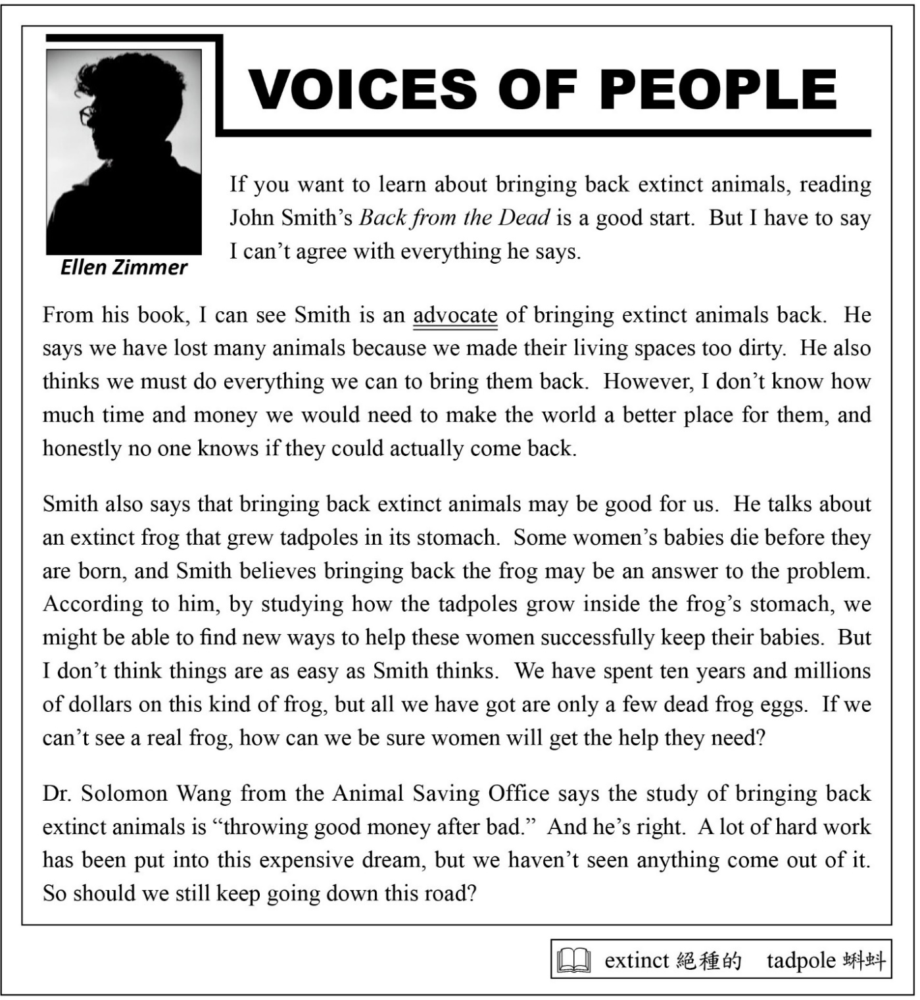 VOICES OF PEOPLE
Ellen Zimmer
If you want to learn about bringing back extinct animals, reading
John Smith’s Back from the Dead is a good start. But I have to say
I can’t agree with everything he says.
From his book, I can see Smith is an advocate of bringing extinct animals back. He
says we have lost many animals because we made their living spaces too dirty. He also
thinks we must do everything we can to bring them back. However, I don’t know how
much time and money we would need to make the world a better place for them, and
honestly no one knows if they could actually come back.
Smith also says that bringing back extinct animals may be good for us. He talks about
an extinct frog that grew tadpoles in its stomach. Some women’s babies die before they
are born, and Smith believes bringing back the frog may be an answer to the problem.
According to him, by studying how the tadpoles grow inside the frog’s stomach, we
might be able to find new ways to help these women successfully keep their babies. But
I don’t think things are as easy as Smith thinks. We have spent ten years and millions
of dollars on this kind of frog, but all we have got are only a few dead frog eggs. If we
can’t see a real frog, how can we be sure women will get the help they need?
Dr. Solomon Wang from the Animal Saving Office says the study of bringing back
extinct animals is “throwing good money after bad.” And he’s right. A lot of hard work
has been put into this expensive dream, but we haven’t seen anything come out of it.
So should we still keep going down this road?
extinct 絕種的 tadpole 蝌蚪